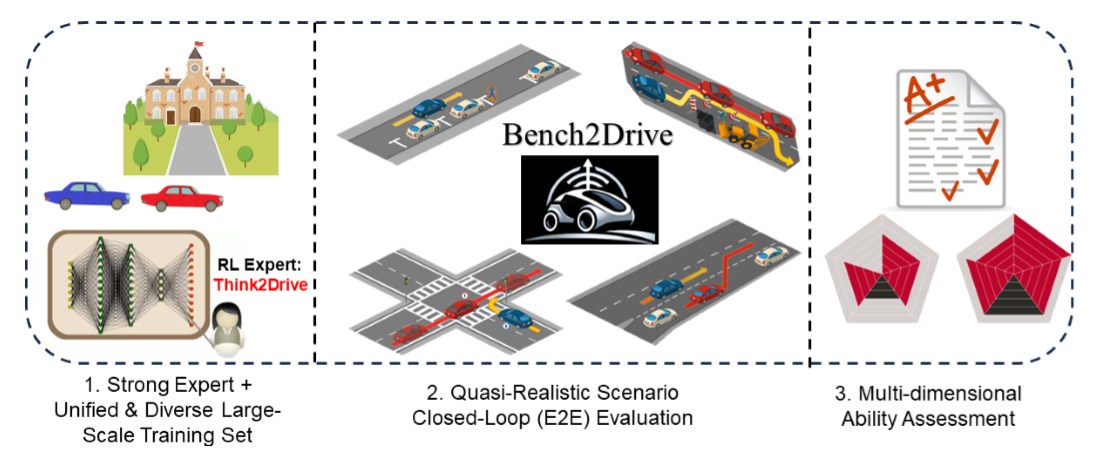 RL Expert:
Think2Drive
1. Strong Expert +
Unified & Diverse Large-
Scale Training Set
Bench2Drive
2. Quasi-Realistic Scenario
Closed-Loop (E2E) Evaluation
A+
3. Multi-dimensional
Ability Assessment